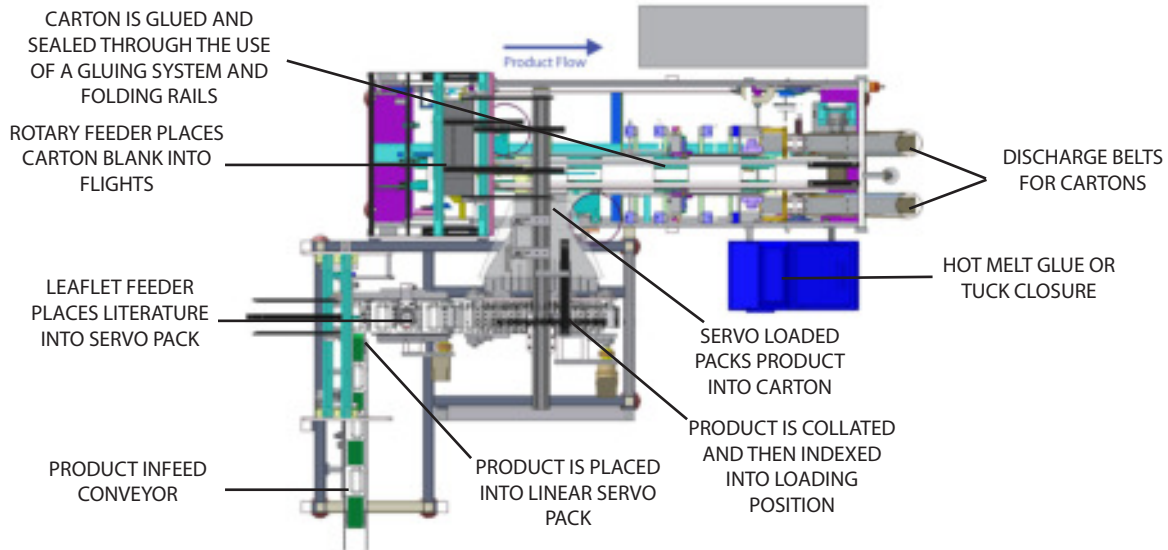 CARTON IS GLUED AND
SEALED THROUGH THE USE
OF A GLUING SYSTEM AND
FOLDING RAILS
Product Flow
ROTARY FEEDER PLACES
CARTON BLANK INTO
FLIGHTS
DISCHARGE BELTS
FOR CARTONS
LEAFLET FEEDER
PLACES LITERATURE
INTO SERVO PACK
HOT MELT GLUE OR
TUCK CLOSURE
SERVO LOADED
PACKS PRODUCT
INTO CARTON
PRODUCT INFEED
CONVEYOR
PRODUCT IS PLACED
INTO LINEAR SERVO
PACK
PRODUCT IS COLLATED
AND THEN INDEXED
INTO LOADING
POSITION